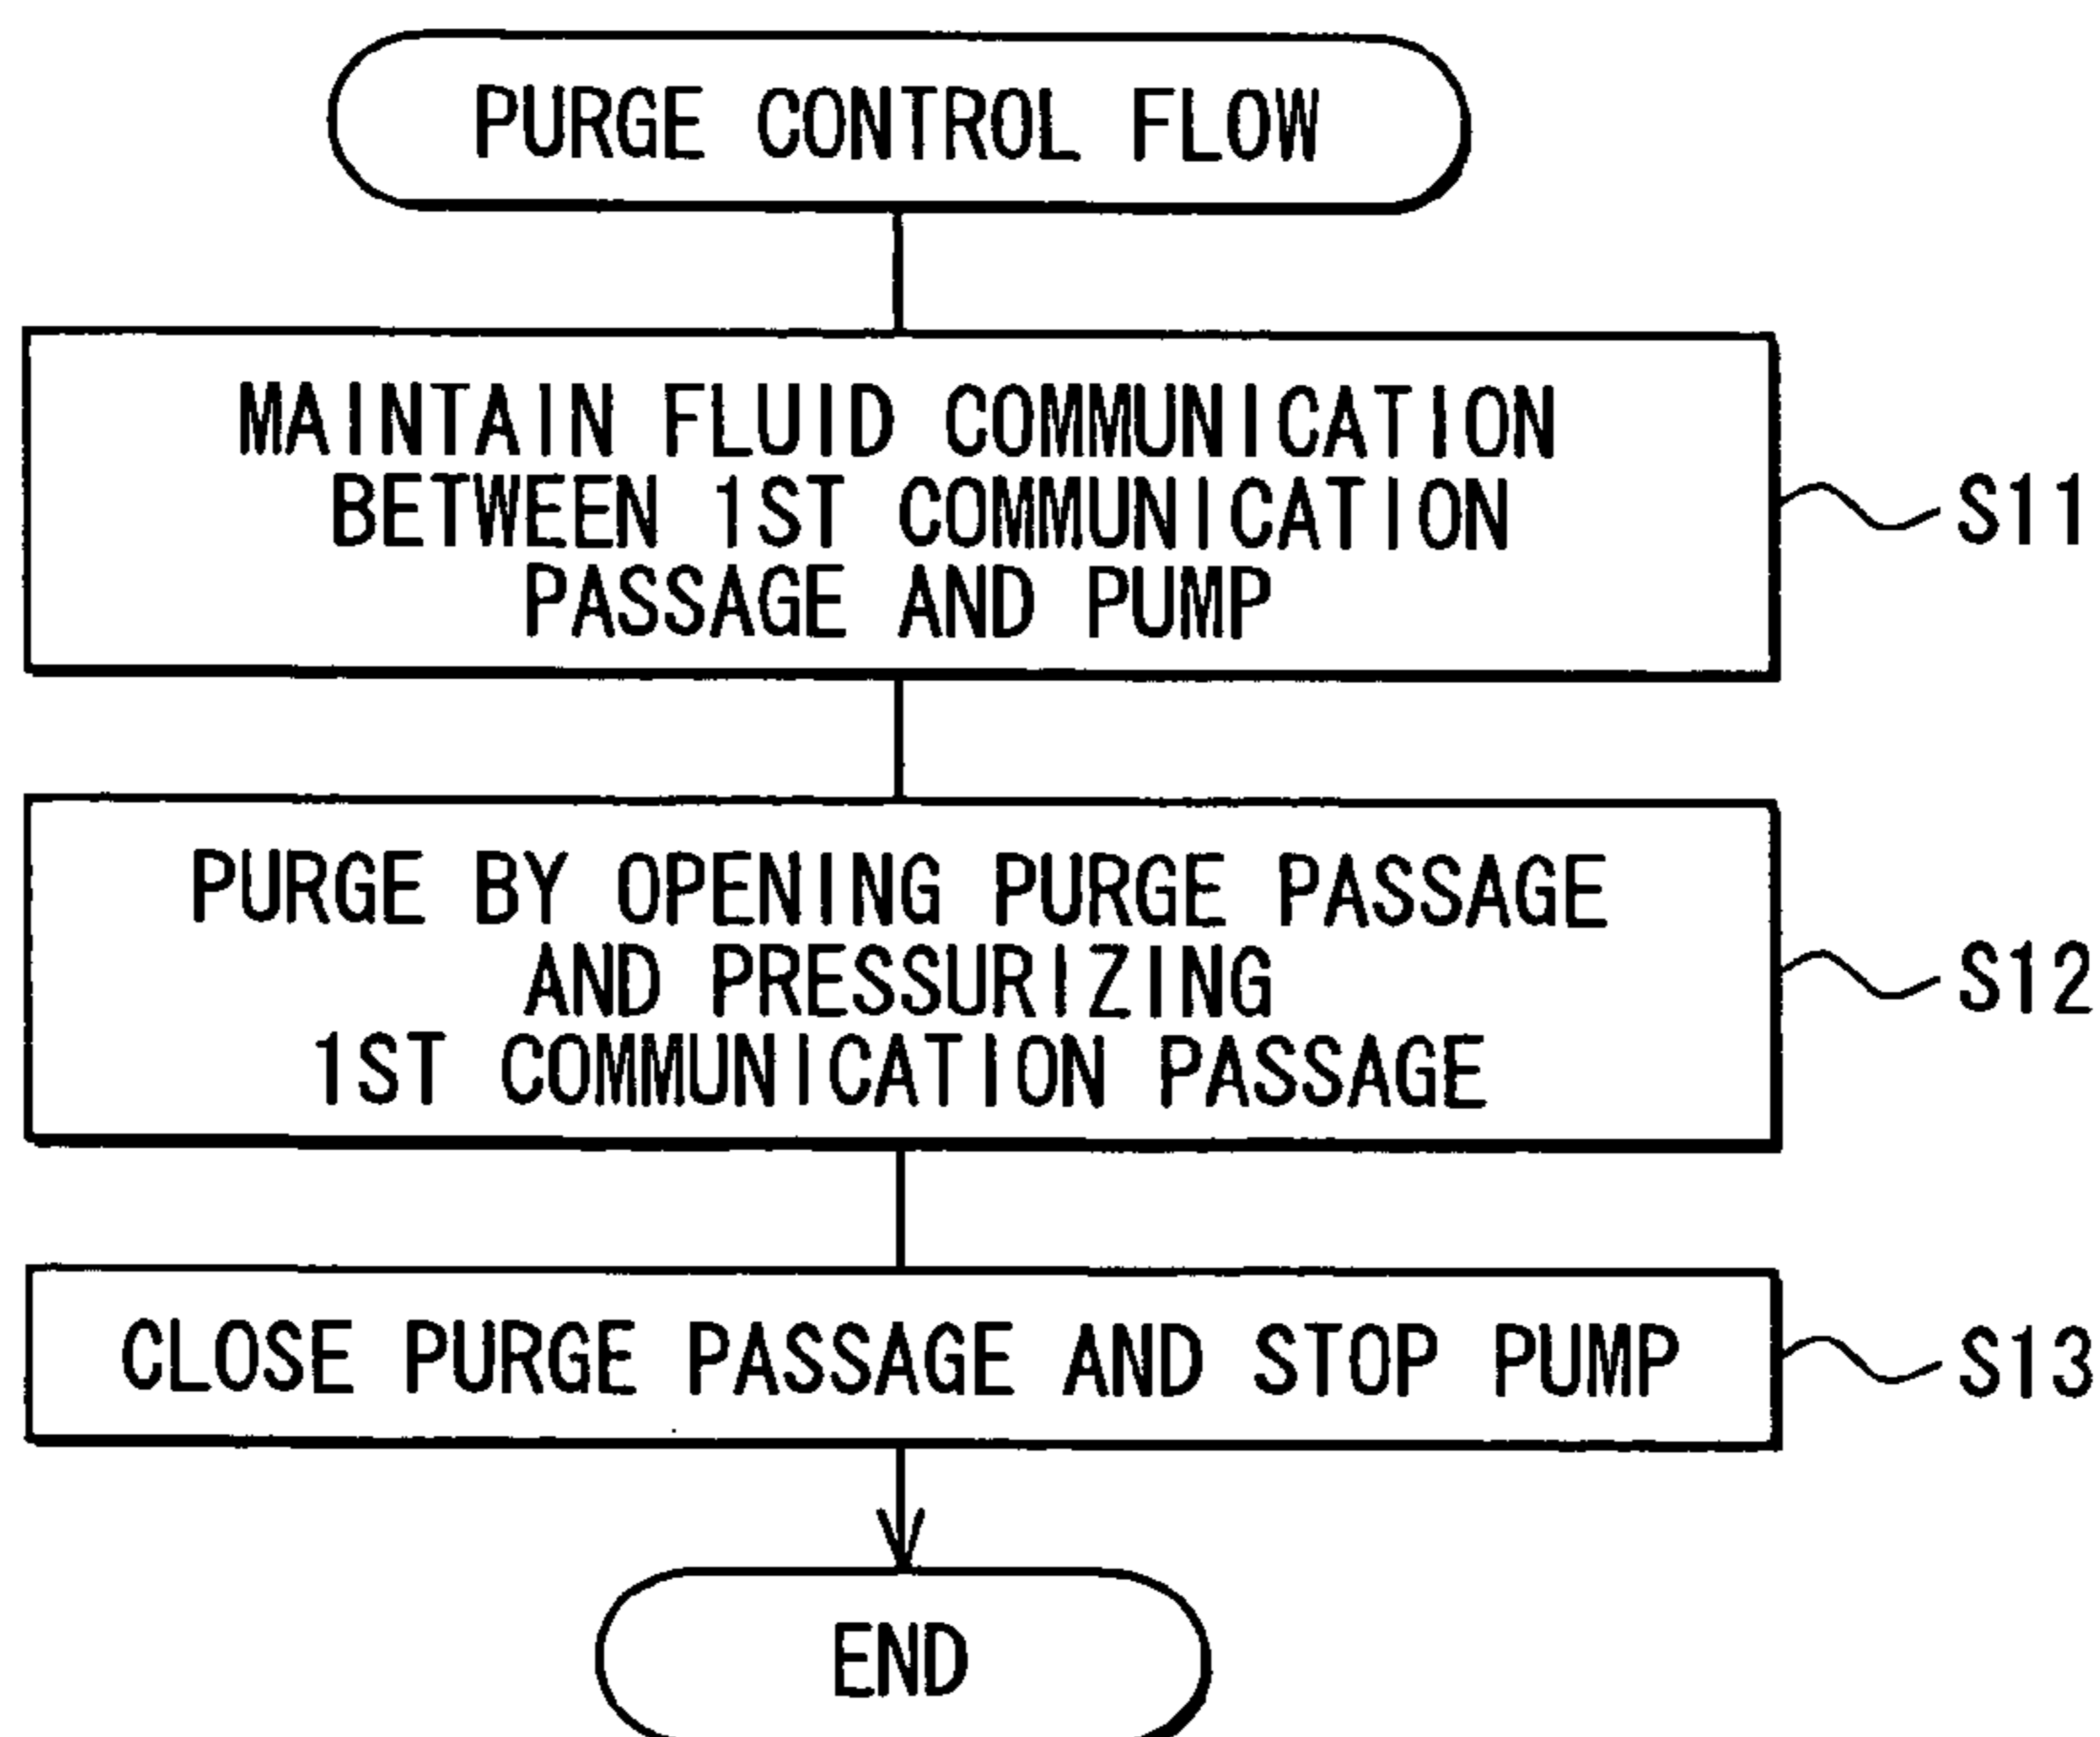 PURGE CONTROL FLOW
MAINTAIN FLUID COMMUNICATION
BETWEEN 1ST COMMUNICATION
PASSAGE AND PUMP
S11
PURGE BY OPENING PURGE PASSAGE
AND PRESSURIZING
1ST COMMUNICATION PASSAGE
S12
CLOSE PURGE PASSAGE AND STOP PUMP
S13
END